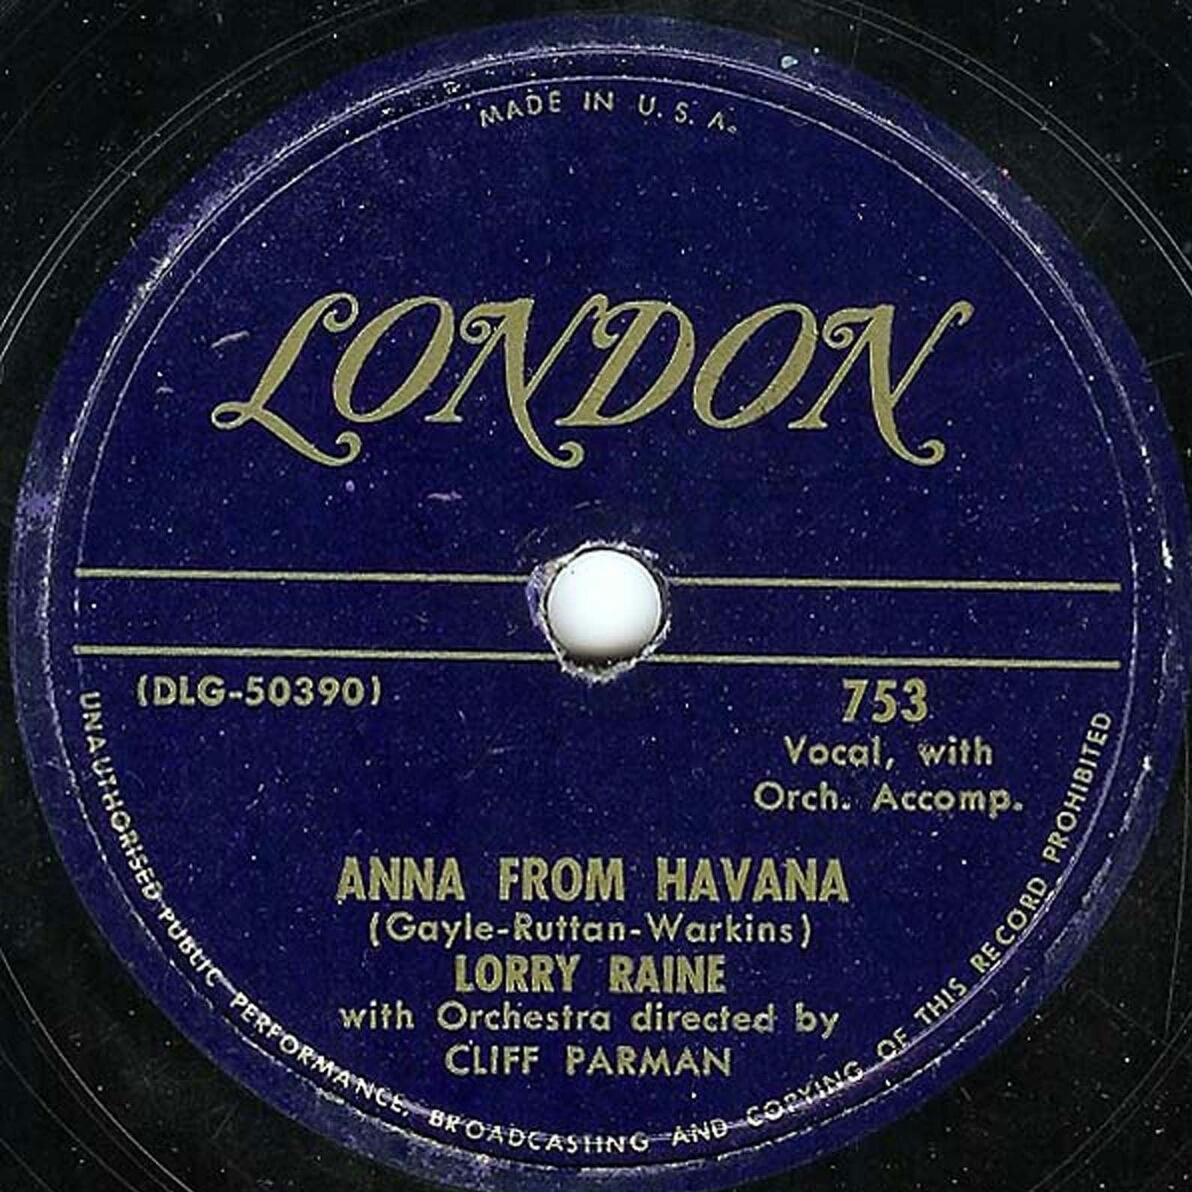 MADE IN U.S.A.
LONDON
(DLG-50390)
753
Vocal, with
Orch. Accomp.
ANNA FROM HAVANA
(Gayle-Ruttan-Warkins)
LORRY RAINE
with Orchestra directed by
CLIFF PARMAN
UNAUTHORISED PUBLIC PERFORMANCE, BROADCASTING AND COPYING OF THIS RECORD PROHIBITED